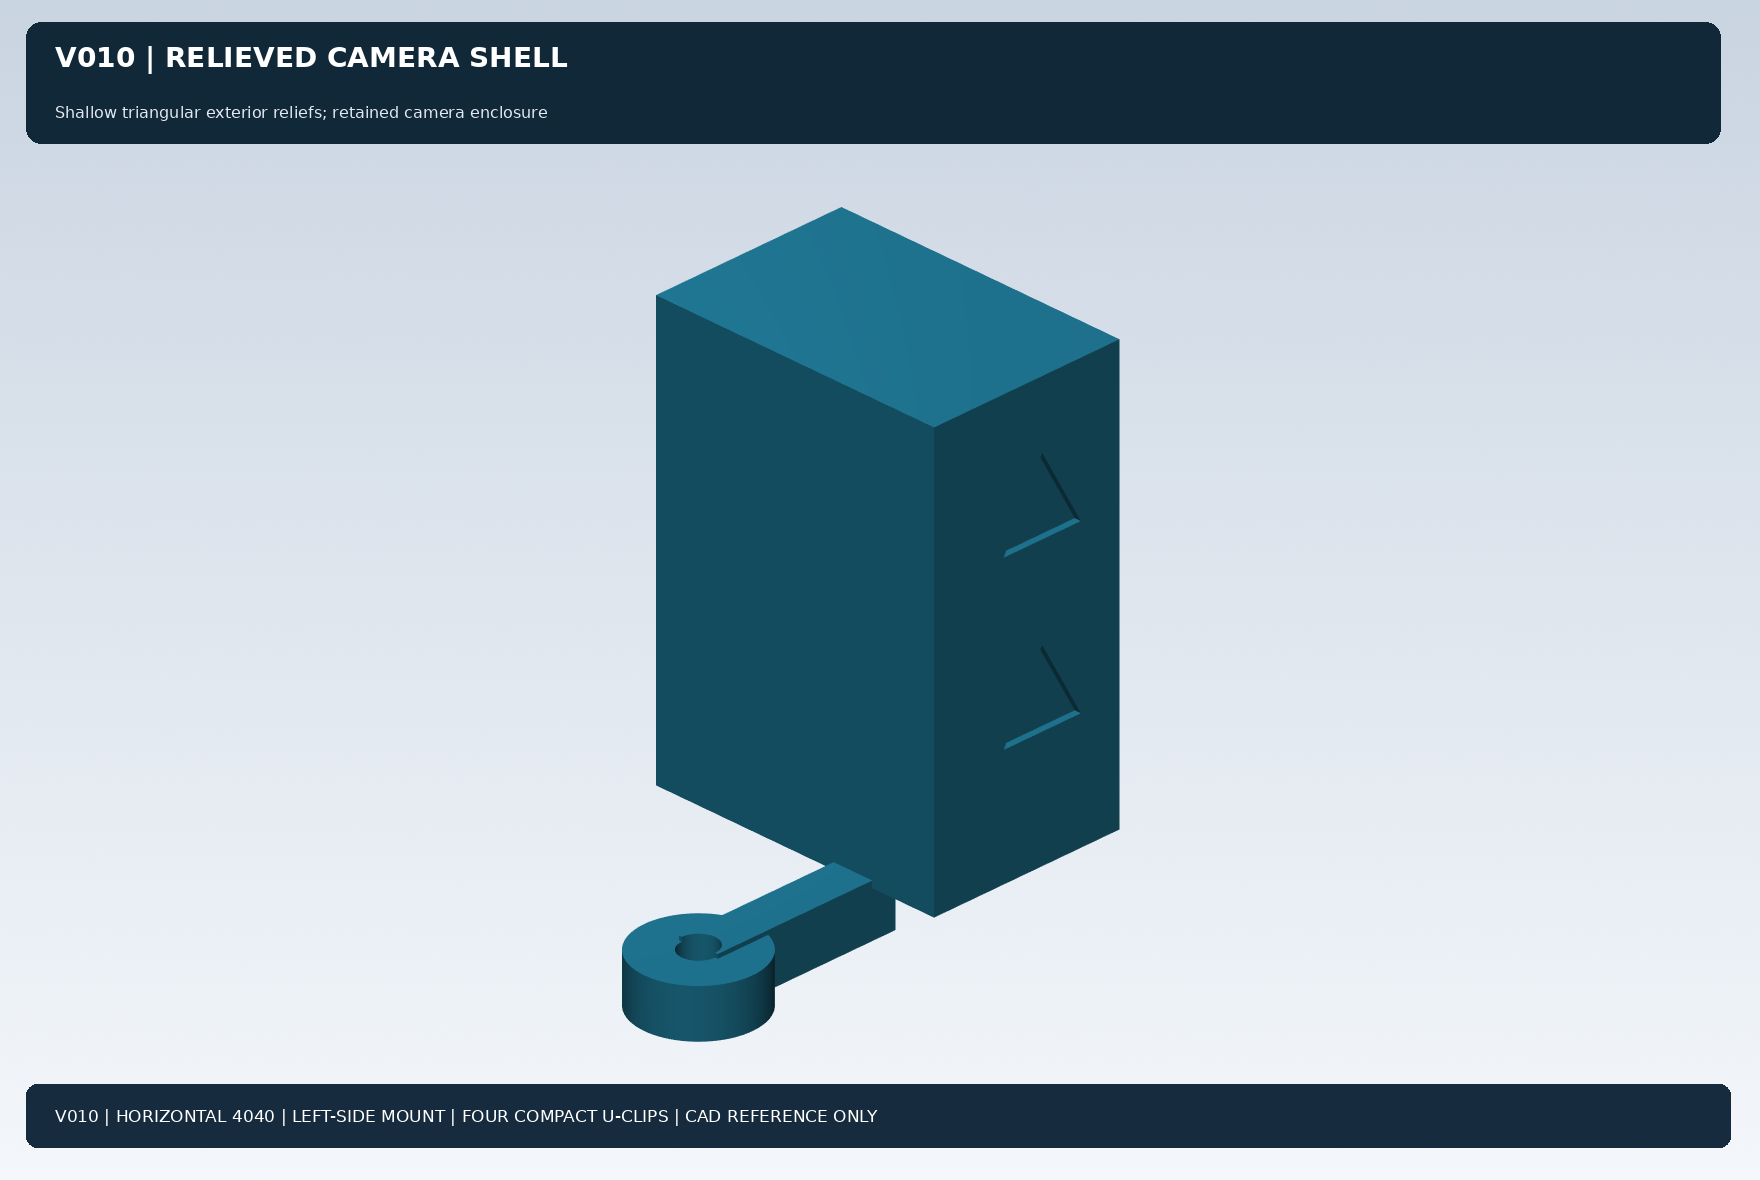 V010 | RELIEVED CAMERA SHELL
Shallow triangular exterior reliefs; retained camera enclosure
V010 | HORIZONTAL 4040 | LEFT-SIDE MOUNT | FOUR COMPACT U-CLIPS | CAD REFERENCE ONLY